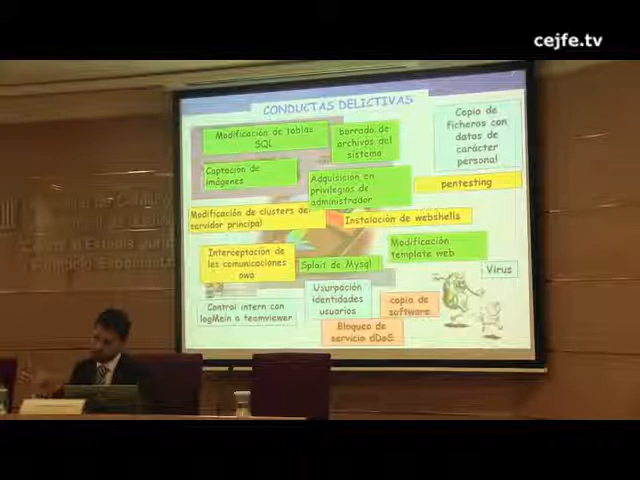 cejfe.tv
CONDUCTAS DELICTIVAS
Modificación de tablas
SQL
borrado de
archivos del
sistema
Copia de
ficheros con
datos de
carácter
personal
Captación de
imágenes
Adquisición en
privilegios de
administrador
pentesting
Modificación de clusters de
servidor principal
Instalación de webshells
Interceptación de
les comunicaciones
owa
Modificación
template web
Splait de Mysql
Virus
Usurpación
identidades
usuarios
copia de
software
Control intern con
logMein o teamviewer
Bloqueo de
servicio dDoS